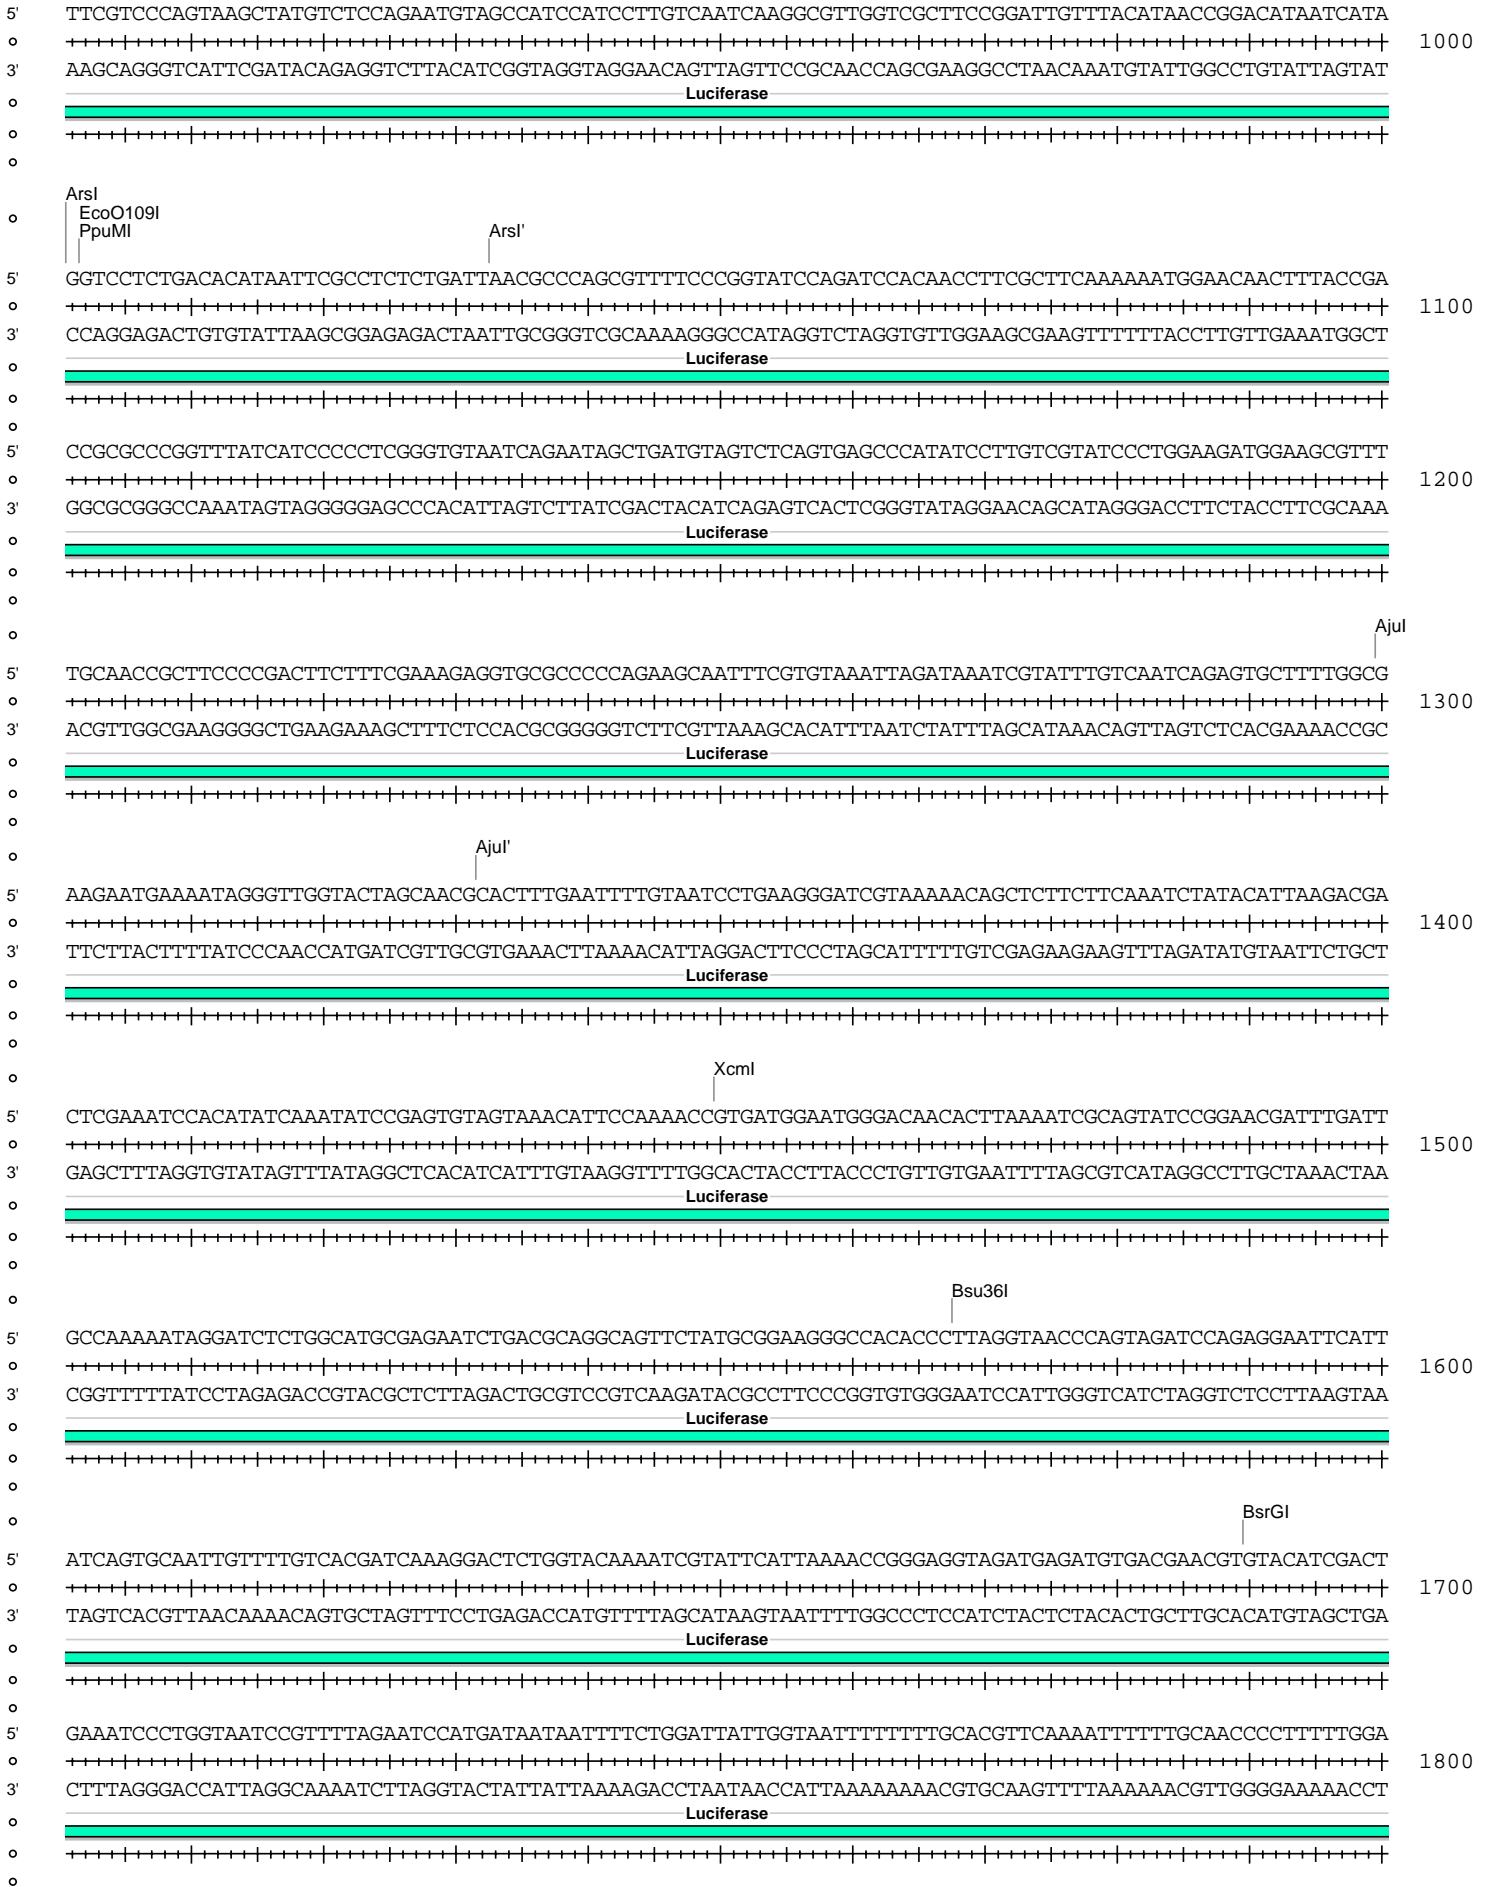 5' TTCGTCCCAGTAAGCTATGTCTCCAGAATGTAGCCATCCATCCTTGTCAATCAAGGCGTTGGTCGCTTCCGGATTGTTTACATAACCGGACATAATCATA
1000
3' AAGCAGGGTCATTCGATACAGAGGTCTTACATCGGTAGGTAGGAACAGTTAGTTCCGCAACCAGCGAAGGCCTAACAAATGTATTGGCCTGTATTAGTAT
Luciferase
ArsI
EcoO109I
PpuMI ArsI'
5' GGTCCTCTGACACATAATTCGCCTCTCTGATTAACGCCCAGCGTTTTCCCGGTATCCAGATCCACAACCTTCGCTTCAAAAAATGGAACAACTTTACCGA
1100
3' CCAGGAGACTGTGTATTAAGCGGAGAGACTAATTGCGGGTCGCAAAAGGGCCATAGGTCTAGGTGTTGGAAGCGAAGTTTTTTACCTTGTTGAAATGGCT
Luciferase
5' CCGCGCCCGGTTTATCATCCCCCTCGGGTGTAATCAGAATAGCTGATGTAGTCTCAGTGAGCCCATATCCTTGTCGTATCCCTGGAAGATGGAAGCGTTT
1200
3' GGCGCGGGCCAAATAGTAGGGGGAGCCCACATTAGTCTTATCGACTACATCAGAGTCACTCGGGTATAGGAACAGCATAGGGACCTTCTACCTTCGCAAA
Luciferase
AjuI
5' TGCAACCGCTTCCCCGACTTCTTTCGAAAGAGGTGCGCCCCCAGAAGCAATTTCGTGTAAATTAGATAAATCGTATTTGTCAATCAGAGTGCTTTTGGCG
1300
3' ACGTTGGCGAAGGGGCTGAAGAAAGCTTTCTCCACGCGGGGGTCTTCGTTAAAGCACATTTAATCTATTTAGCATAAACAGTTAGTCTCACGAAAACCGC
Luciferase
AjuI'
5' AAGAATGAAAATAGGGTTGGTACTAGCAACGCACTTTGAATTTTGTAATCCTGAAGGGATCGTAAAAACAGCTCTTCTTCAAATCTATACATTAAGACGA
1400
3' TTCTTACTTTTATCCCAACCATGATCGTTGCGTGAAACTTAAAACATTAGGACTTCCCTAGCATTTTTGTCGAGAAGAAGTTTAGATATGTAATTCTGCT
Luciferase
XcmI
5' CTCGAAATCCACATATCAAATATCCGAGTGTAGTAAACATTCCAAAACCGTGATGGAATGGGACAACACTTAAAATCGCAGTATCCGGAACGATTTGATT
1500
3' GAGCTTTAGGTGTATAGTTTATAGGCTCACATCATTTGTAAGGTTTTGGCACTACCTTACCCTGTTGTGAATTTTAGCGTCATAGGCCTTGCTAAACTAA
Luciferase
Bsu36I
5' GCCAAAAATAGGATCTCTGGCATGCGAGAATCTGACGCAGGCAGTTCTATGCGGAAGGGCCACACCCTTAGGTAACCCAGTAGATCCAGAGGAATTCATT
1600
3' CGGTTTTTATCCTAGAGACCGTACGCTCTTAGACTGCGTCCGTCAAGATACGCCTTCCCGGTGTGGGAATCCATTGGGTCATCTAGGTCTCCTTAAGTAA
Luciferase
BsrGI
5' ATCAGTGCAATTGTTTTGTCACGATCAAAGGACTCTGGTACAAAATCGTATTCATTAAAACCGGGAGGTAGATGAGATGTGACGAACGTGTACATCGACT
1700
3' TAGTCACGTTAACAAAACAGTGCTAGTTTCCTGAGACCATGTTTTAGCATAAGTAATTTTGGCCCTCCATCTACTCTACACTGCTTGCACATGTAGCTGA
Luciferase
5' GAAATCCCTGGTAATCCGTTTTAGAATCCATGATAATAATTTTCTGGATTATTGGTAATTTTTTTTGCACGTTCAAAATTTTTTGCAACCCCTTTTTGGA
1800
3' CTTTAGGGACCATTAGGCAAAATCTTAGGTACTATTATTAAAAGACCTAATAACCATTAAAAAAAACGTGCAAGTTTTAAAAAACGTTGGGGAAAAACCT
Luciferase